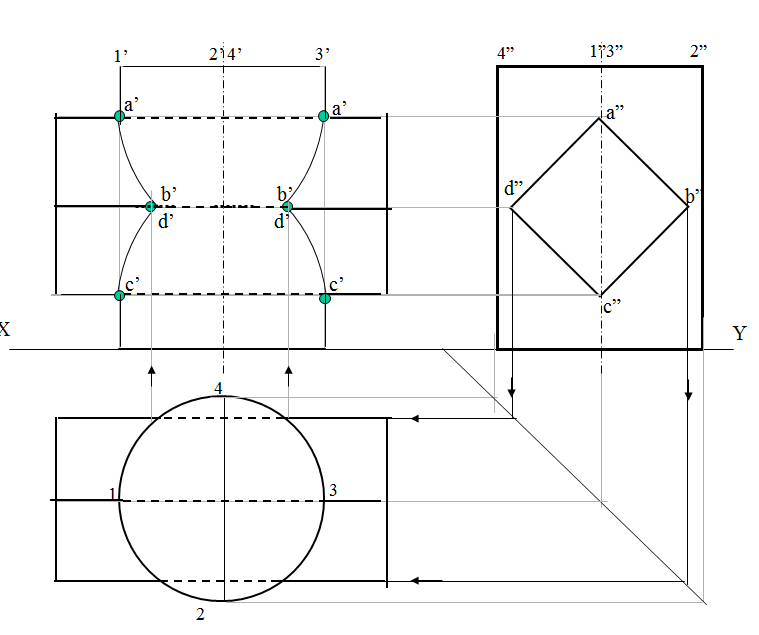 1’ 2’ 4’ 3’ 4” 1” 3” 2”
a’ a’ a”
b’ b’ d” b”
d’ d’
c’ c’ c”
X Y
4
1 3
2